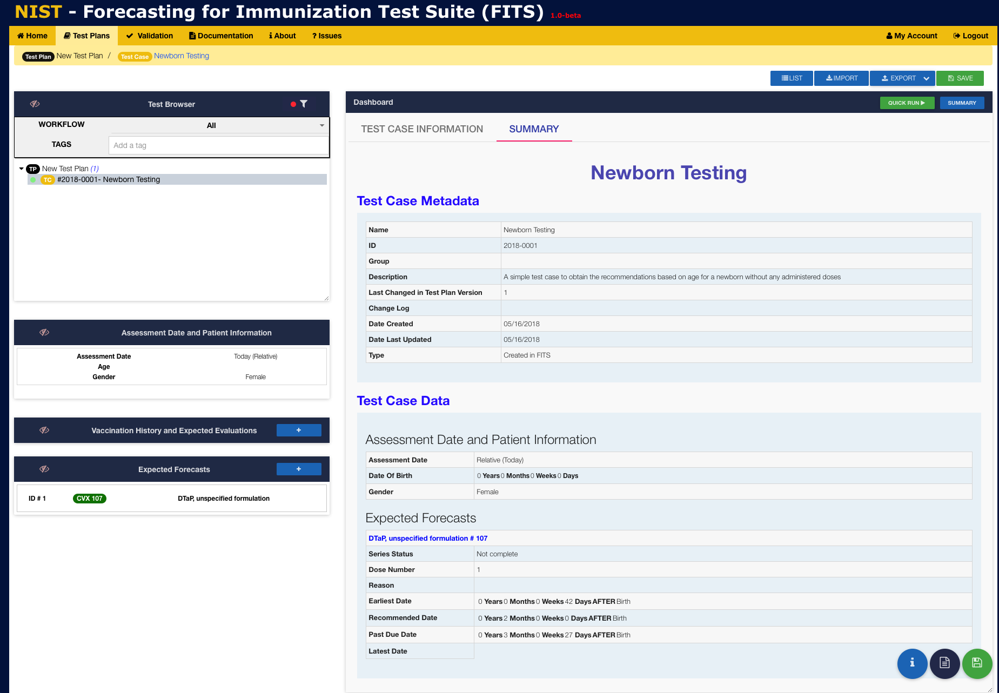 NIST - Forecasting for Immunization Test Suite (FITS) 1.0-beta
Home Test Plans Validation Documentation About Issues My Account Logout
Test Plan New Test Plan / Test Case Newborn Testing
LIST IMPORT EXPORT SAVE
Test Browser
WORKFLOW All
TAGS Add a tag
TP New Test Plan (1)
TC #2018-0001- Newborn Testing
Assessment Date and Patient Information
Assessment Date Today (Relative)
Age
Gender Female
Vaccination History and Expected Evaluations +
Expected Forecasts +
ID # 1 CVX 107 DTaP, unspecified formulation
Dashboard QUICK RUN SUMMARY
TEST CASE INFORMATION SUMMARY
Newborn Testing
Test Case Metadata
Name Newborn Testing
ID 2018-0001
Group
Description A simple test case to obtain the recommendations based on age for a newborn without any administered doses
Last Changed in Test Plan Version 1
Change Log
Date Created 05/16/2018
Date Last Updated 05/16/2018
Type Created in FITS
Test Case Data
Assessment Date and Patient Information
Assessment Date Relative (Today)
Date Of Birth 0 Years 0 Months 0 Weeks 0 Days
Gender Female
Expected Forecasts
DTaP, unspecified formulation # 107
Series Status Not complete
Dose Number 1
Reason
Earliest Date 0 Years 0 Months 0 Weeks 42 Days AFTER Birth
Recommended Date 0 Years 2 Months 0 Weeks 0 Days AFTER Birth
Past Due Date 0 Years 3 Months 0 Weeks 27 Days AFTER Birth
Latest Date